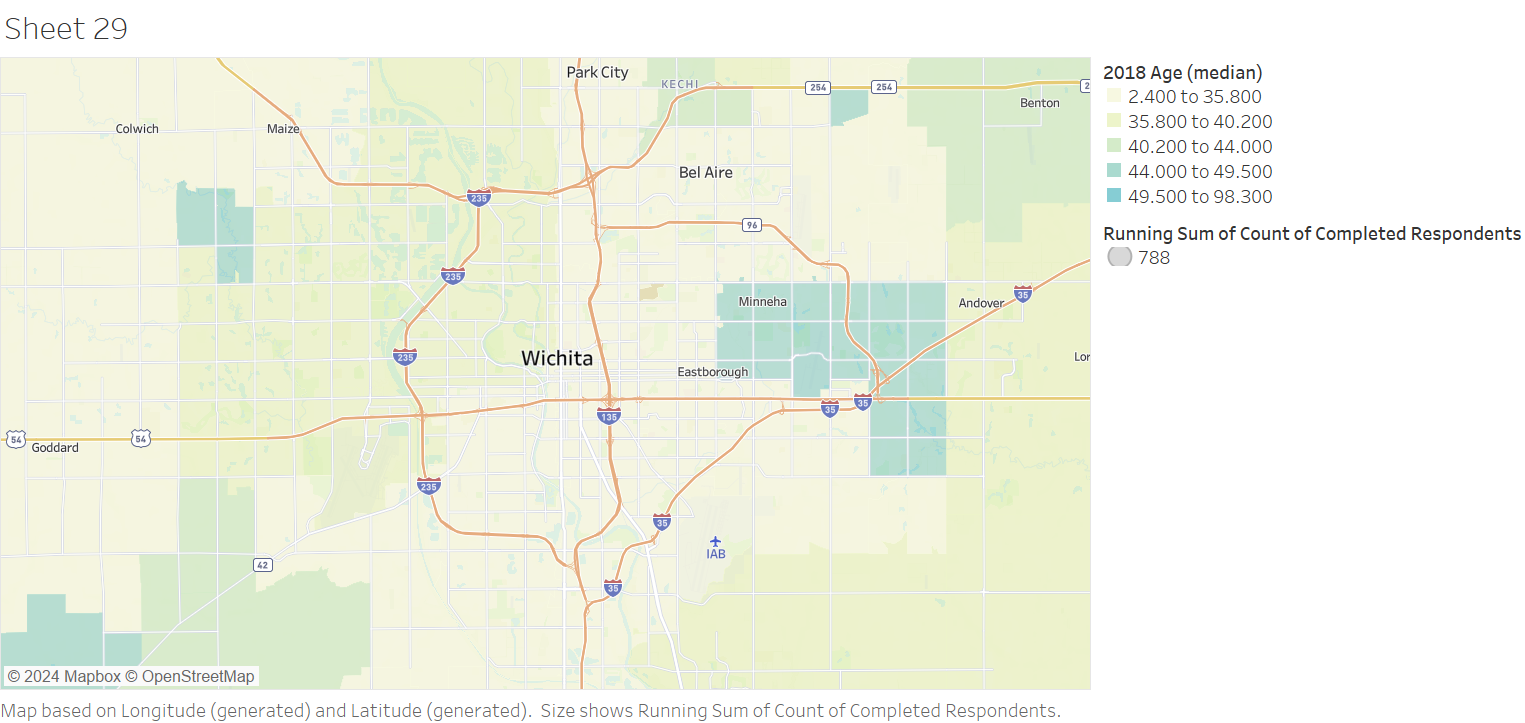 Sheet 29
Park City
KECHI
254
254
2
Benton
Colwich
Maize
Bel Aire
235
96
235
Minneha
Andover
35
235
Wichita
Eastborough
Lor
135
35
35
54
54
Goddard
235
35
IAB
42
35
© 2024 Mapbox © OpenStreetMap
2018 Age (median)
2.400 to 35.800
35.800 to 40.200
40.200 to 44.000
44.000 to 49.500
49.500 to 98.300
Running Sum of Count of Completed Respondents
788
Map based on Longitude (generated) and Latitude (generated).  Size shows Running Sum of Count of Completed Respondents.